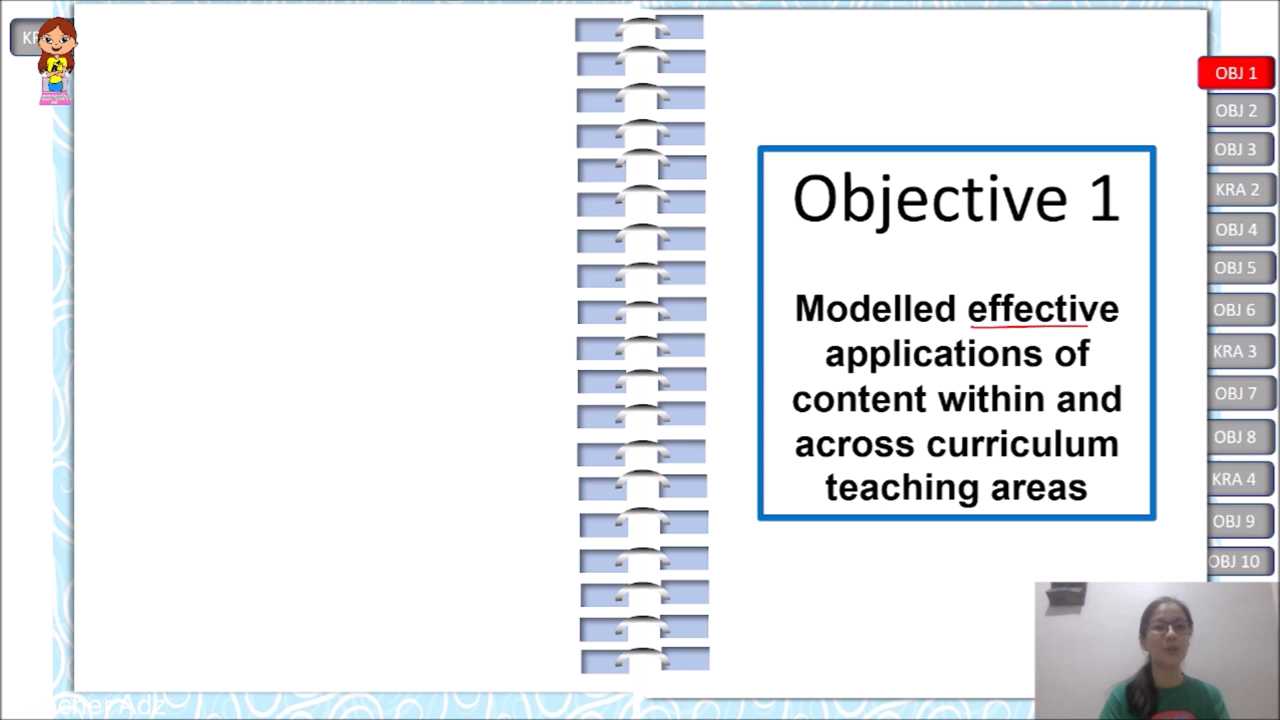 OBJ 1
OBJ 2
OBJ 3
KRA 2
OBJ 4
OBJ 5
OBJ 6
KRA 3
OBJ 7
OBJ 8
KRA 4
OBJ 9
OBJ 10
Objective 1
Modelled effective
applications of
content within and
across curriculum
teaching areas
Adz